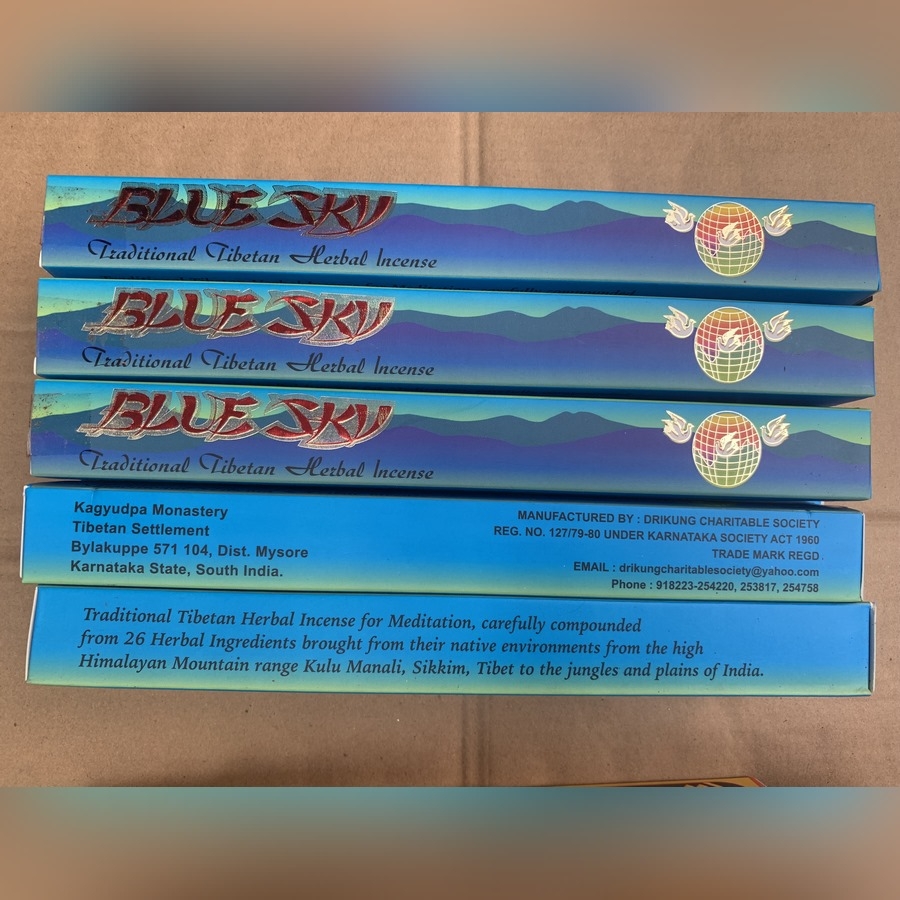 BLUE SKY
Traditional Tibetan Herbal Incense
BLUE SKY
Traditional Tibetan Herbal Incense
BLUE SKY
Traditional Tibetan Herbal Incense
Kagyudpa Monastery
Tibetan Settlement
Bylakuppe 571 104, Dist. Mysore
Karnataka State, South India.
MANUFACTURED BY : DRIKUNG CHARITABLE SOCIETY
REG. NO. 127/79-80 UNDER KARNATAKA SOCIETY ACT 1960
TRADE MARK REGD.
EMAIL : drikungcharitablesociety@yahoo.com
Phone : 918223-254220, 253817, 254758
Traditional Tibetan Herbal Incense for Meditation, carefully compounded
from 26 Herbal Ingredients brought from their native environments from the high
Himalayan Mountain range Kulu Manali, Sikkim, Tibet to the jungles and plains of India.